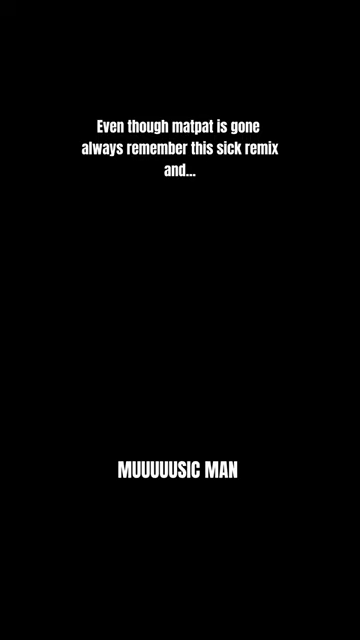 Even though matpat is gone
always remember this sick remix
and...
MUUUUUSIC MAN